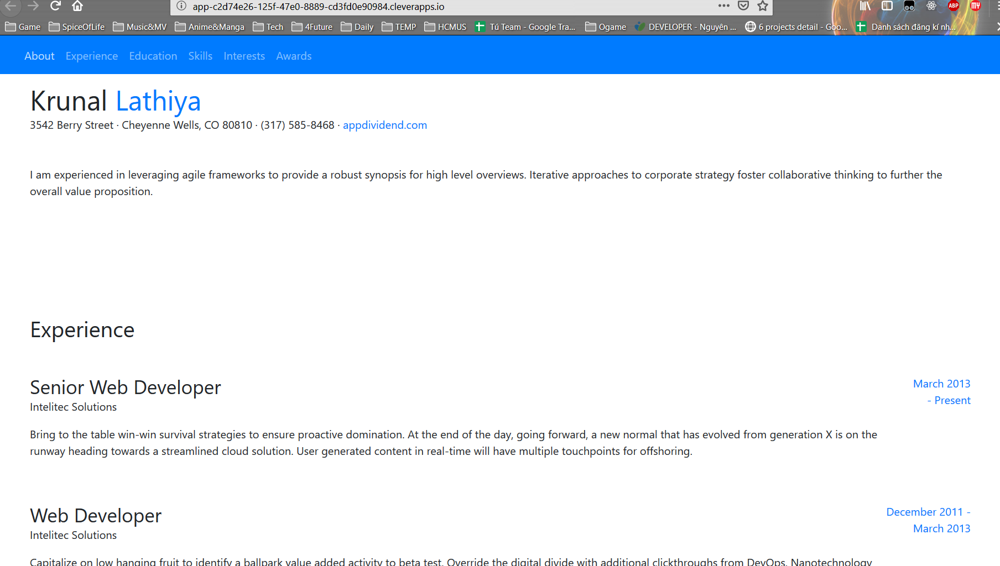 app-c2d74e26-125f-47e0-8889-cd3fd0e90984.cleverapps.io
ABP
MY
Game SpiceOfLife Music&MV Anime&Manga Tech 4Future Daily TEMP HCMUS Tú Team - Google Tra... Ogame DEVELOPER - Nguyên ... 6 projects detail - Goo... Danh sách đăng kí nh...
About Experience Education Skills Interests Awards
Krunal Lathiya
3542 Berry Street · Cheyenne Wells, CO 80810 · (317) 585-8468 · appdividend.com
I am experienced in leveraging agile frameworks to provide a robust synopsis for high level overviews. Iterative approaches to corporate strategy foster collaborative thinking to further the
overall value proposition.
Experience
Senior Web Developer
March 2013
- Present
Intelitec Solutions
Bring to the table win-win survival strategies to ensure proactive domination. At the end of the day, going forward, a new normal that has evolved from generation X is on the
runway heading towards a streamlined cloud solution. User generated content in real-time will have multiple touchpoints for offshoring.
Web Developer
December 2011 -
March 2013
Intelitec Solutions
Capitalize on low hanging fruit to identify a ballpark value added activity to beta test. Override the digital divide with additional clickthroughs from DevOps. Nanotechnology